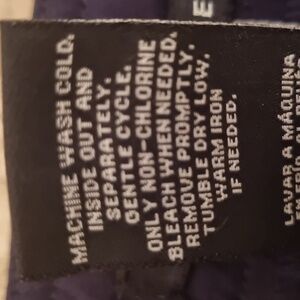 E
MACHINE WASH COLD,
INSIDE OUT AND
SEPARATELY.
GENTLE CYCLE.
ONLY NON-CHLORINE
BLEACH WHEN NEEDED.
REMOVE PROMPTLY.
TUMBLE DRY LOW.
WARM IRON
IF NEEDED.
LAVAR A MÁQUINA